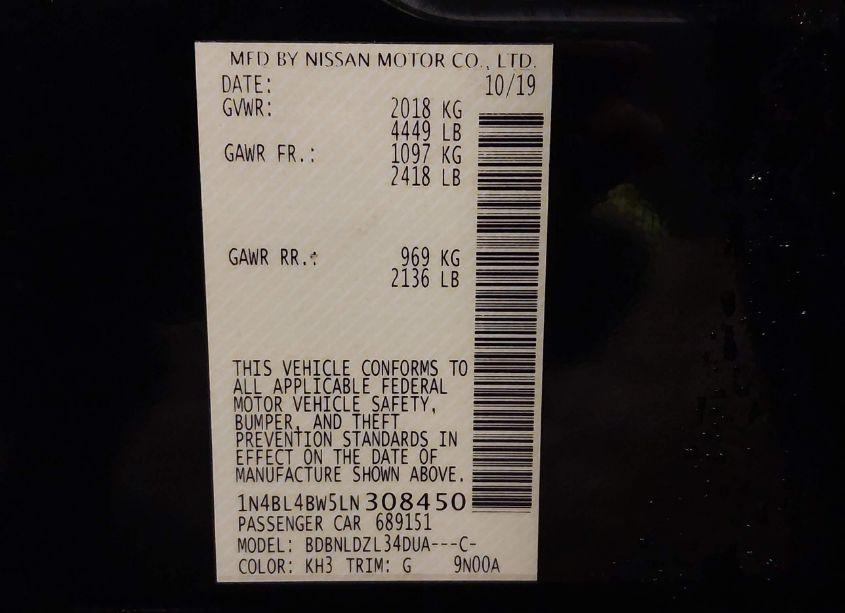 MFD BY NISSAN MOTOR CO., LTD.
DATE: 10/19
GVWR: 2018 KG
4449 LB
GAWR FR.: 1097 KG
2418 LB
GAWR RR.: 969 KG
2136 LB
THIS VEHICLE CONFORMS TO
ALL APPLICABLE FEDERAL
MOTOR VEHICLE SAFETY,
BUMPER, AND THEFT
PREVENTION STANDARDS IN
EFFECT ON THE DATE OF
MANUFACTURE SHOWN ABOVE.
1N4BL4BW5LN308450
PASSENGER CAR 689151
MODEL: BDBNLDZL34DUA---C-
COLOR: KH3 TRIM: G 9N00A